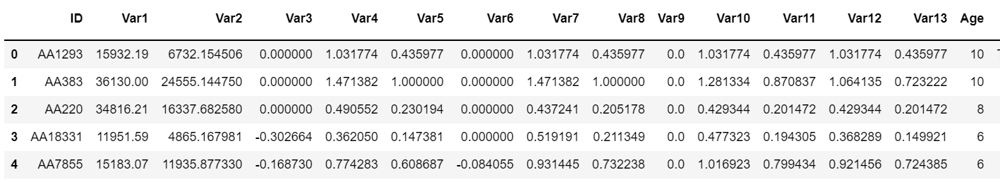 ID Var1 Var2 Var3 Var4 Var5 Var6 Var7 Var8 Var9 Var10 Var11 Var12 Var13 Age
0 AA1293 15932.19 6732.154506 0.000000 1.031774 0.435977 0.000000 1.031774 0.435977 0.0 1.031774 0.435977 1.031774 0.435977 10
1 AA383 36130.00 24555.144750 0.000000 1.471382 1.000000 0.000000 1.471382 1.000000 0.0 1.281334 0.870837 1.064135 0.723222 10
2 AA220 34816.21 16337.682580 0.000000 0.490552 0.230194 0.000000 0.437241 0.205178 0.0 0.429344 0.201472 0.429344 0.201472 8
3 AA18331 11951.59 4865.167981 -0.302664 0.362050 0.147381 0.000000 0.519191 0.211349 0.0 0.477323 0.194305 0.368289 0.149921 6
4 AA7855 15183.07 11935.877330 -0.168730 0.774283 0.608687 -0.084055 0.931445 0.732238 0.0 1.016923 0.799434 0.921456 0.724385 6